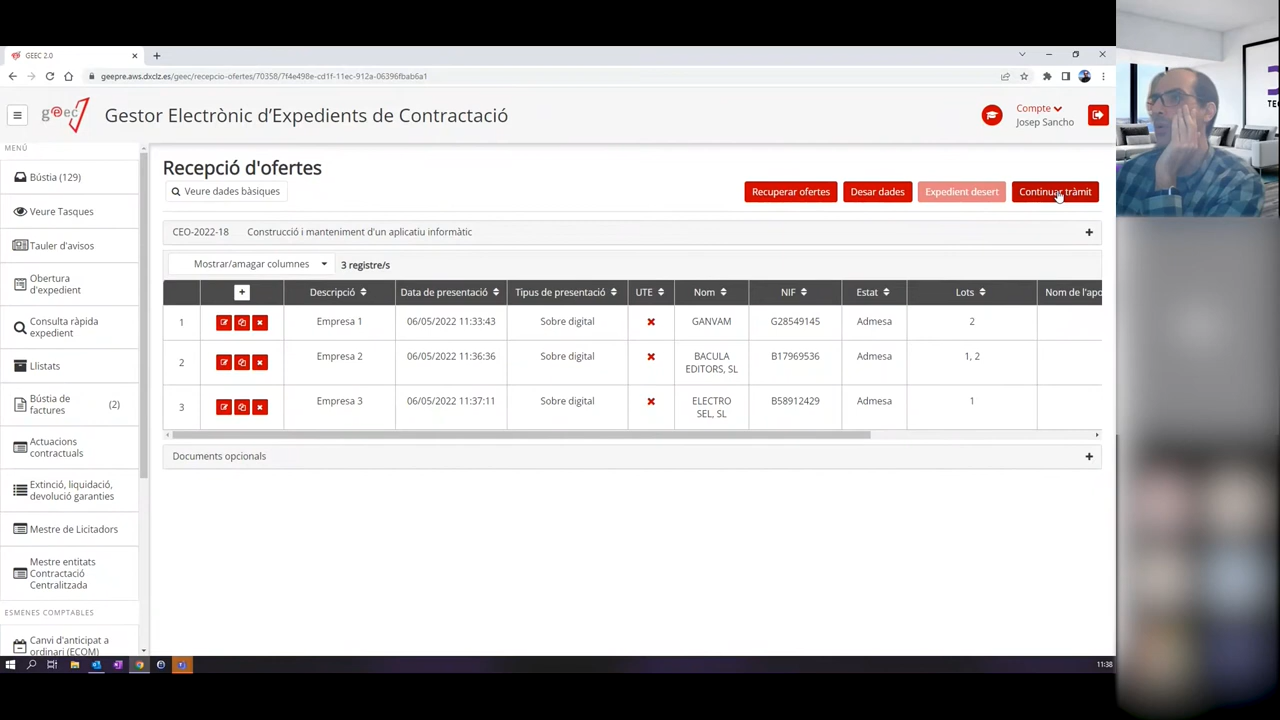 GEEC 2.0
geepre.aws.dxclz.es/geec/recepcio-ofertes/70358/7f4e498e-cd1f-11ec-912a-06396fbab6a1
geec
Gestor Electrònic d'Expedients de Contractació
Compte
Josep Sancho
MENÚ
Bústia (129)
Veure Tasques
Tauler d'avisos
Obertura
d'expedient
Consulta ràpida
expedient
Llistats
Bústia de
factures (2)
Actuacions
contractuals
Extinció, liquidació,
devolució garanties
Mestre de Licitadors
Mestre entitats
Contractació
Centralitzada
ESMENES COMPTABLES
Canvi d'anticipat a
ordinari (ECOM)
Recepció d'ofertes
Veure dades bàsiques
Recuperar ofertes Desar dades Expedient desert Continuar tràmit
CEO-2022-18 Construcció i manteniment d'un aplicatiu informàtic +
Mostrar/amagar columnes 3 registre/s
+ Descripció Data de presentació Tipus de presentació UTE Nom NIF Estat Lots Nom de l'apo
1 Empresa 1 06/05/2022 11:33:43 Sobre digital GANVAM G28549145 Admesa 2
2 Empresa 2 06/05/2022 11:36:36 Sobre digital BACULA B17969536 Admesa 1, 2
EDITORS, SL
3 Empresa 3 06/05/2022 11:37:11 Sobre digital ELECTRO B58912429 Admesa 1
SEL, SL
Documents opcionals +
11:38
TEC